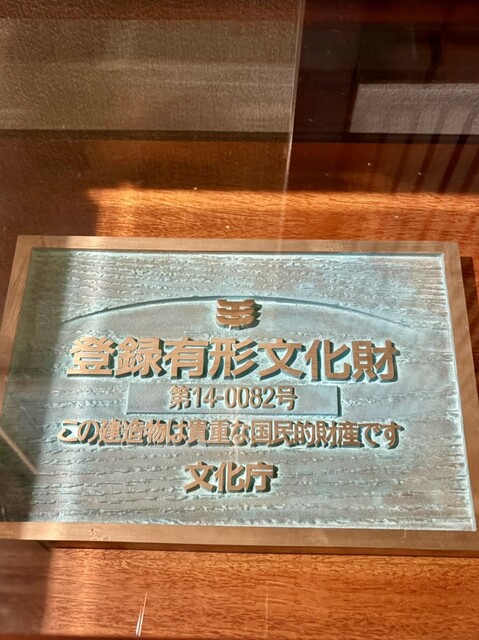 登録有形文化財
第14-0082号
この建造物は貴重な国民的財産です
文化庁